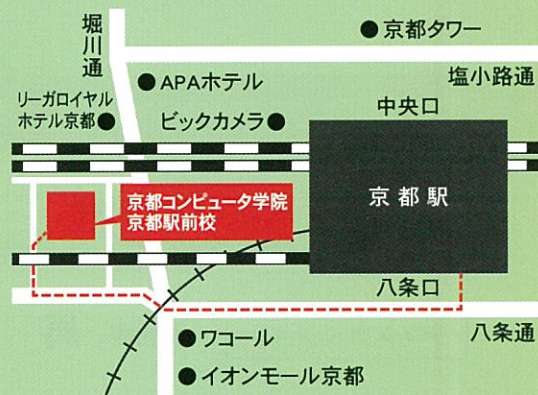 堀川通
京都タワー
塩小路通
APAホテル
リーガロイヤル
ホテル京都
ビックカメラ
中央口
京都駅
京都コンピュータ学院
京都駅前校
八条口
八条通
ワコール
イオンモール京都